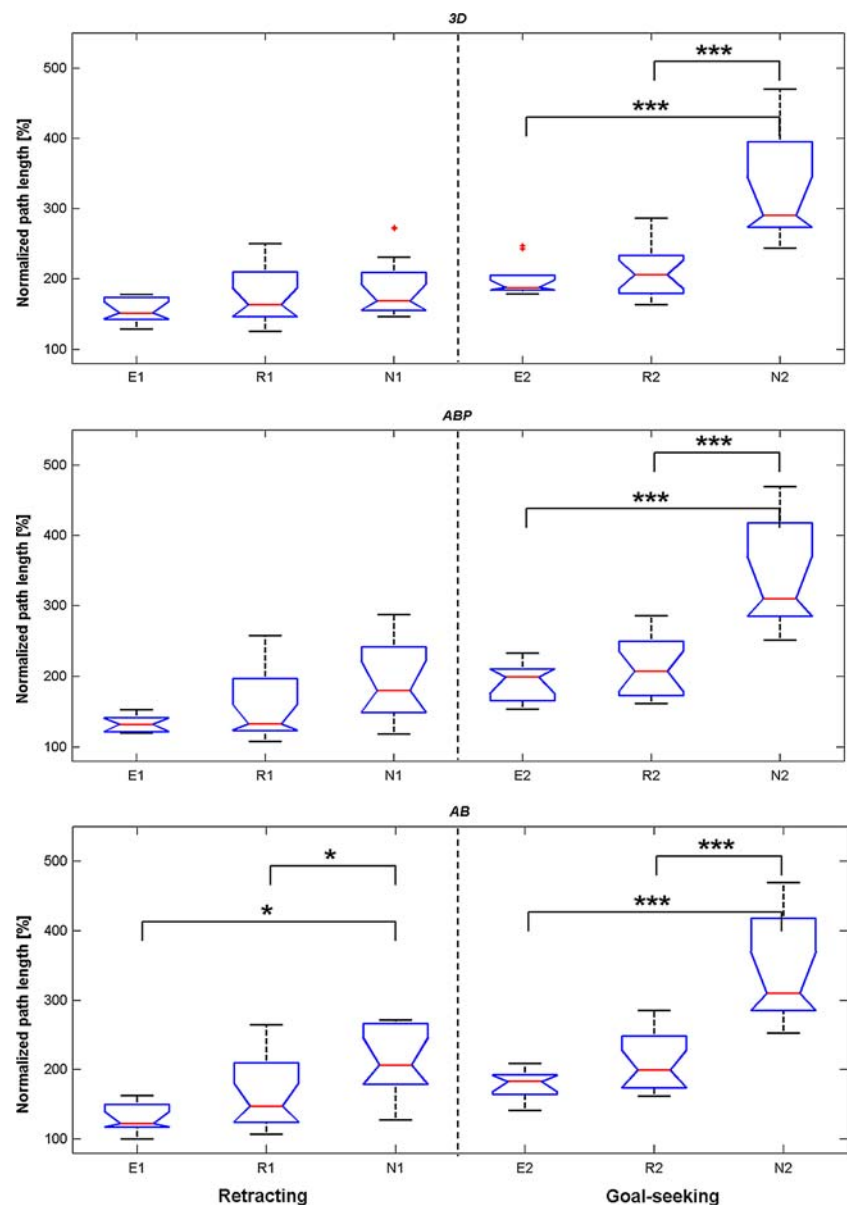 3D
Normalized path length [%]
500
400
300
200
100
***
***
E1 R1 N1 E2 R2 N2
ABP
Normalized path length [%]
500
400
300
200
100
***
***
E1 R1 N1 E2 R2 N2
AB
Normalized path length [%]
500
400
300
200
100
*
*
***
***
E1 R1 N1 E2 R2 N2
Retracting Goal-seeking